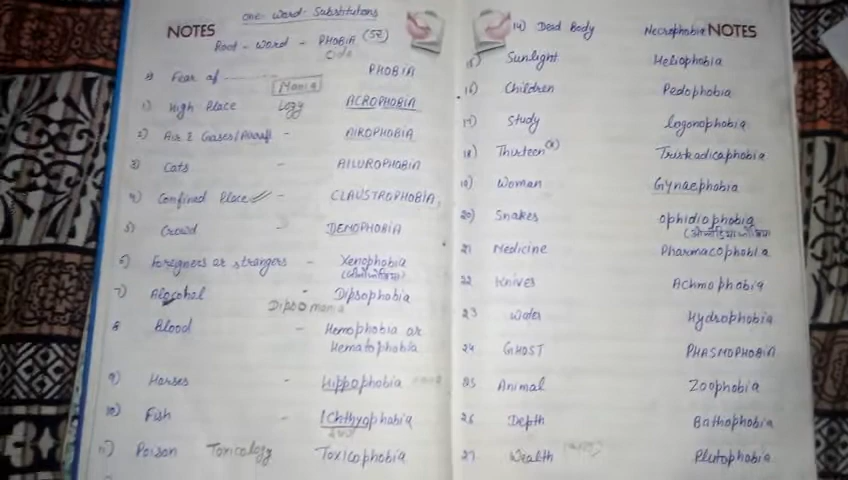 One-Word-Substitutions
NOTES
Root-word - PHOBIA (52)
Fear of PHOBIA
Mania
1) High Place Logy ACROPHOBIA
2) Air & Gases/ - AIROPHOBIA
3) Cats - AILUROPHOBIA
4) Confined Place - CLAUSTROPHOBIA
5) Crowd - DEMOPHOBIA
6) Foreigners or strangers - Xenophobia
7) Alocohol - Dipsophobia
Dipsomania
8 Blood - Hemophobia or
Hematophobia
9) Horses - Hippophobia
10) Fish - Ichthyophobia
11) Poison Toxicology Toxicophobia
14) Dead Body Necrophobia NOTES
15) Sunlight Heliophobia
16) Children Pedophobia
17) Study Logonophobia
18) Thirteen Triskadicaphobia
19) Woman Gynaephobia
20) Snakes ophidiophobia
21 Medicine Pharmacophobia
22 Knives Achmophobia
23 Water Hydrophobia
24 GHOST PHASMOPHOBIA
25 Animal Zoophobia
26 Depth Bathophobia
27 Wealth Plutophobia